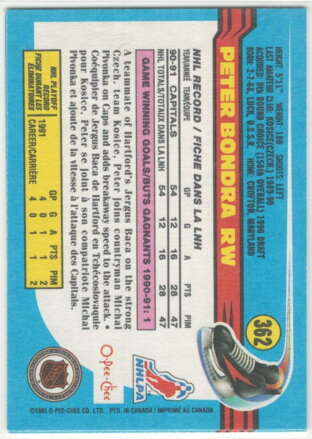 362
PETER BONDRA RW
HEIGHT: 5'11" WEIGHT: 180 SHOOTS: LEFT
LAST AMATEUR CLUB: KOSICE(CZECH.) 1989-90
ACQUIRED: 8TH ROUND CHOICE (156TH OVERALL) 1990 DRAFT
BORN: 2-7-68, LUCK, U.S.S.R. HOME: CROFTON, MARYLAND
NHL RECORD / FICHE DANS LA LNH
YEAR/ANNÉE TEAM/ÉQUIPE GP G A PTS PIM
90-91 CAPITALS 54 12 16 28 47
NHL TOTALS/TOTAUX DANS LA LNH 54 12 16 28 47
GAME WINNING GOALS/BUTS GAGNANTS 1990-91: 1
A teammate of Hartford's Jergus Baca on the strong
Czech. team Kosice, Peter joins countryman Michal
Pivonka on Caps and adds breakaway speed to the attack. •
Coéquipier de Jergus Baca de Hartford en Tchécoslovaquie
pour Kosice, Peter se joint à son compatriote Michal
Pivonka et ajoute de la vitesse à l'attaque des Capitals.
NHL PLAYOFF RECORD
FICHE DURANT LES ÉLIMINATOIRES
GP G A PTS PIM
1991 4 0 1 1 2
CAREER/CARRIÈRE 4 0 1 1 2
O-Pee-Chee
NHLPA
NHL
©1991 O-PEE-CHEE CO. LTD. PTD. IN CANADA / IMPRIMÉ AU CANADA